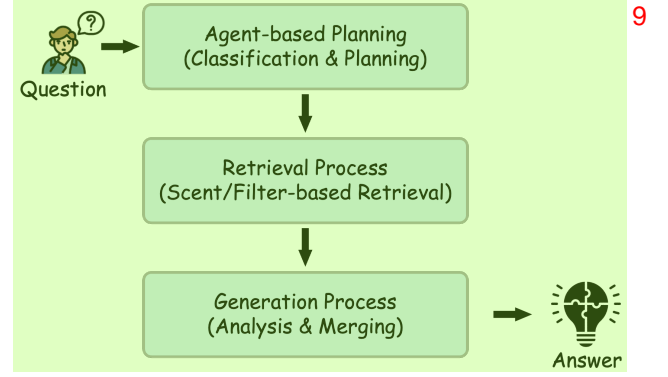 9
?
Agent-based Planning
(Classification & Planning)
Question
Retrieval Process
(Scent/Filter-based Retrieval)
Generation Process
(Analysis & Merging)
Answer